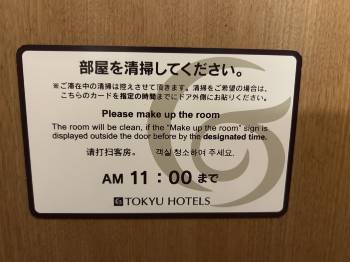 部屋を清掃してください。
※ご滞在中の清掃は控えさせて頂きます。清掃をご希望の場合は、
こちらのカードを指定の時間までにドア外側にお貼りください。
Please make up the room
The room will be clean, if the "Make up the room" sign is
displayed outside the door before by the designated time.
请打扫客房。 객실 청소하여 주세요.
AM 11：00 まで
TOKYU HOTELS